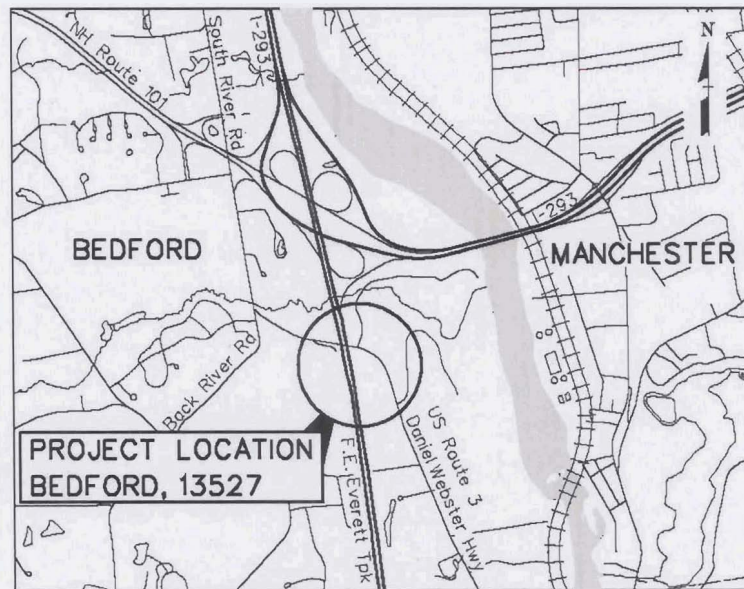 NH Route 101
South River Rd
I-293
N
I-293
BEDFORD
MANCHESTER
Back River Rd
PROJECT LOCATION
BEDFORD, 13527
F.E. Everett Tpk
US Route 3
Daniel Webster Hwy